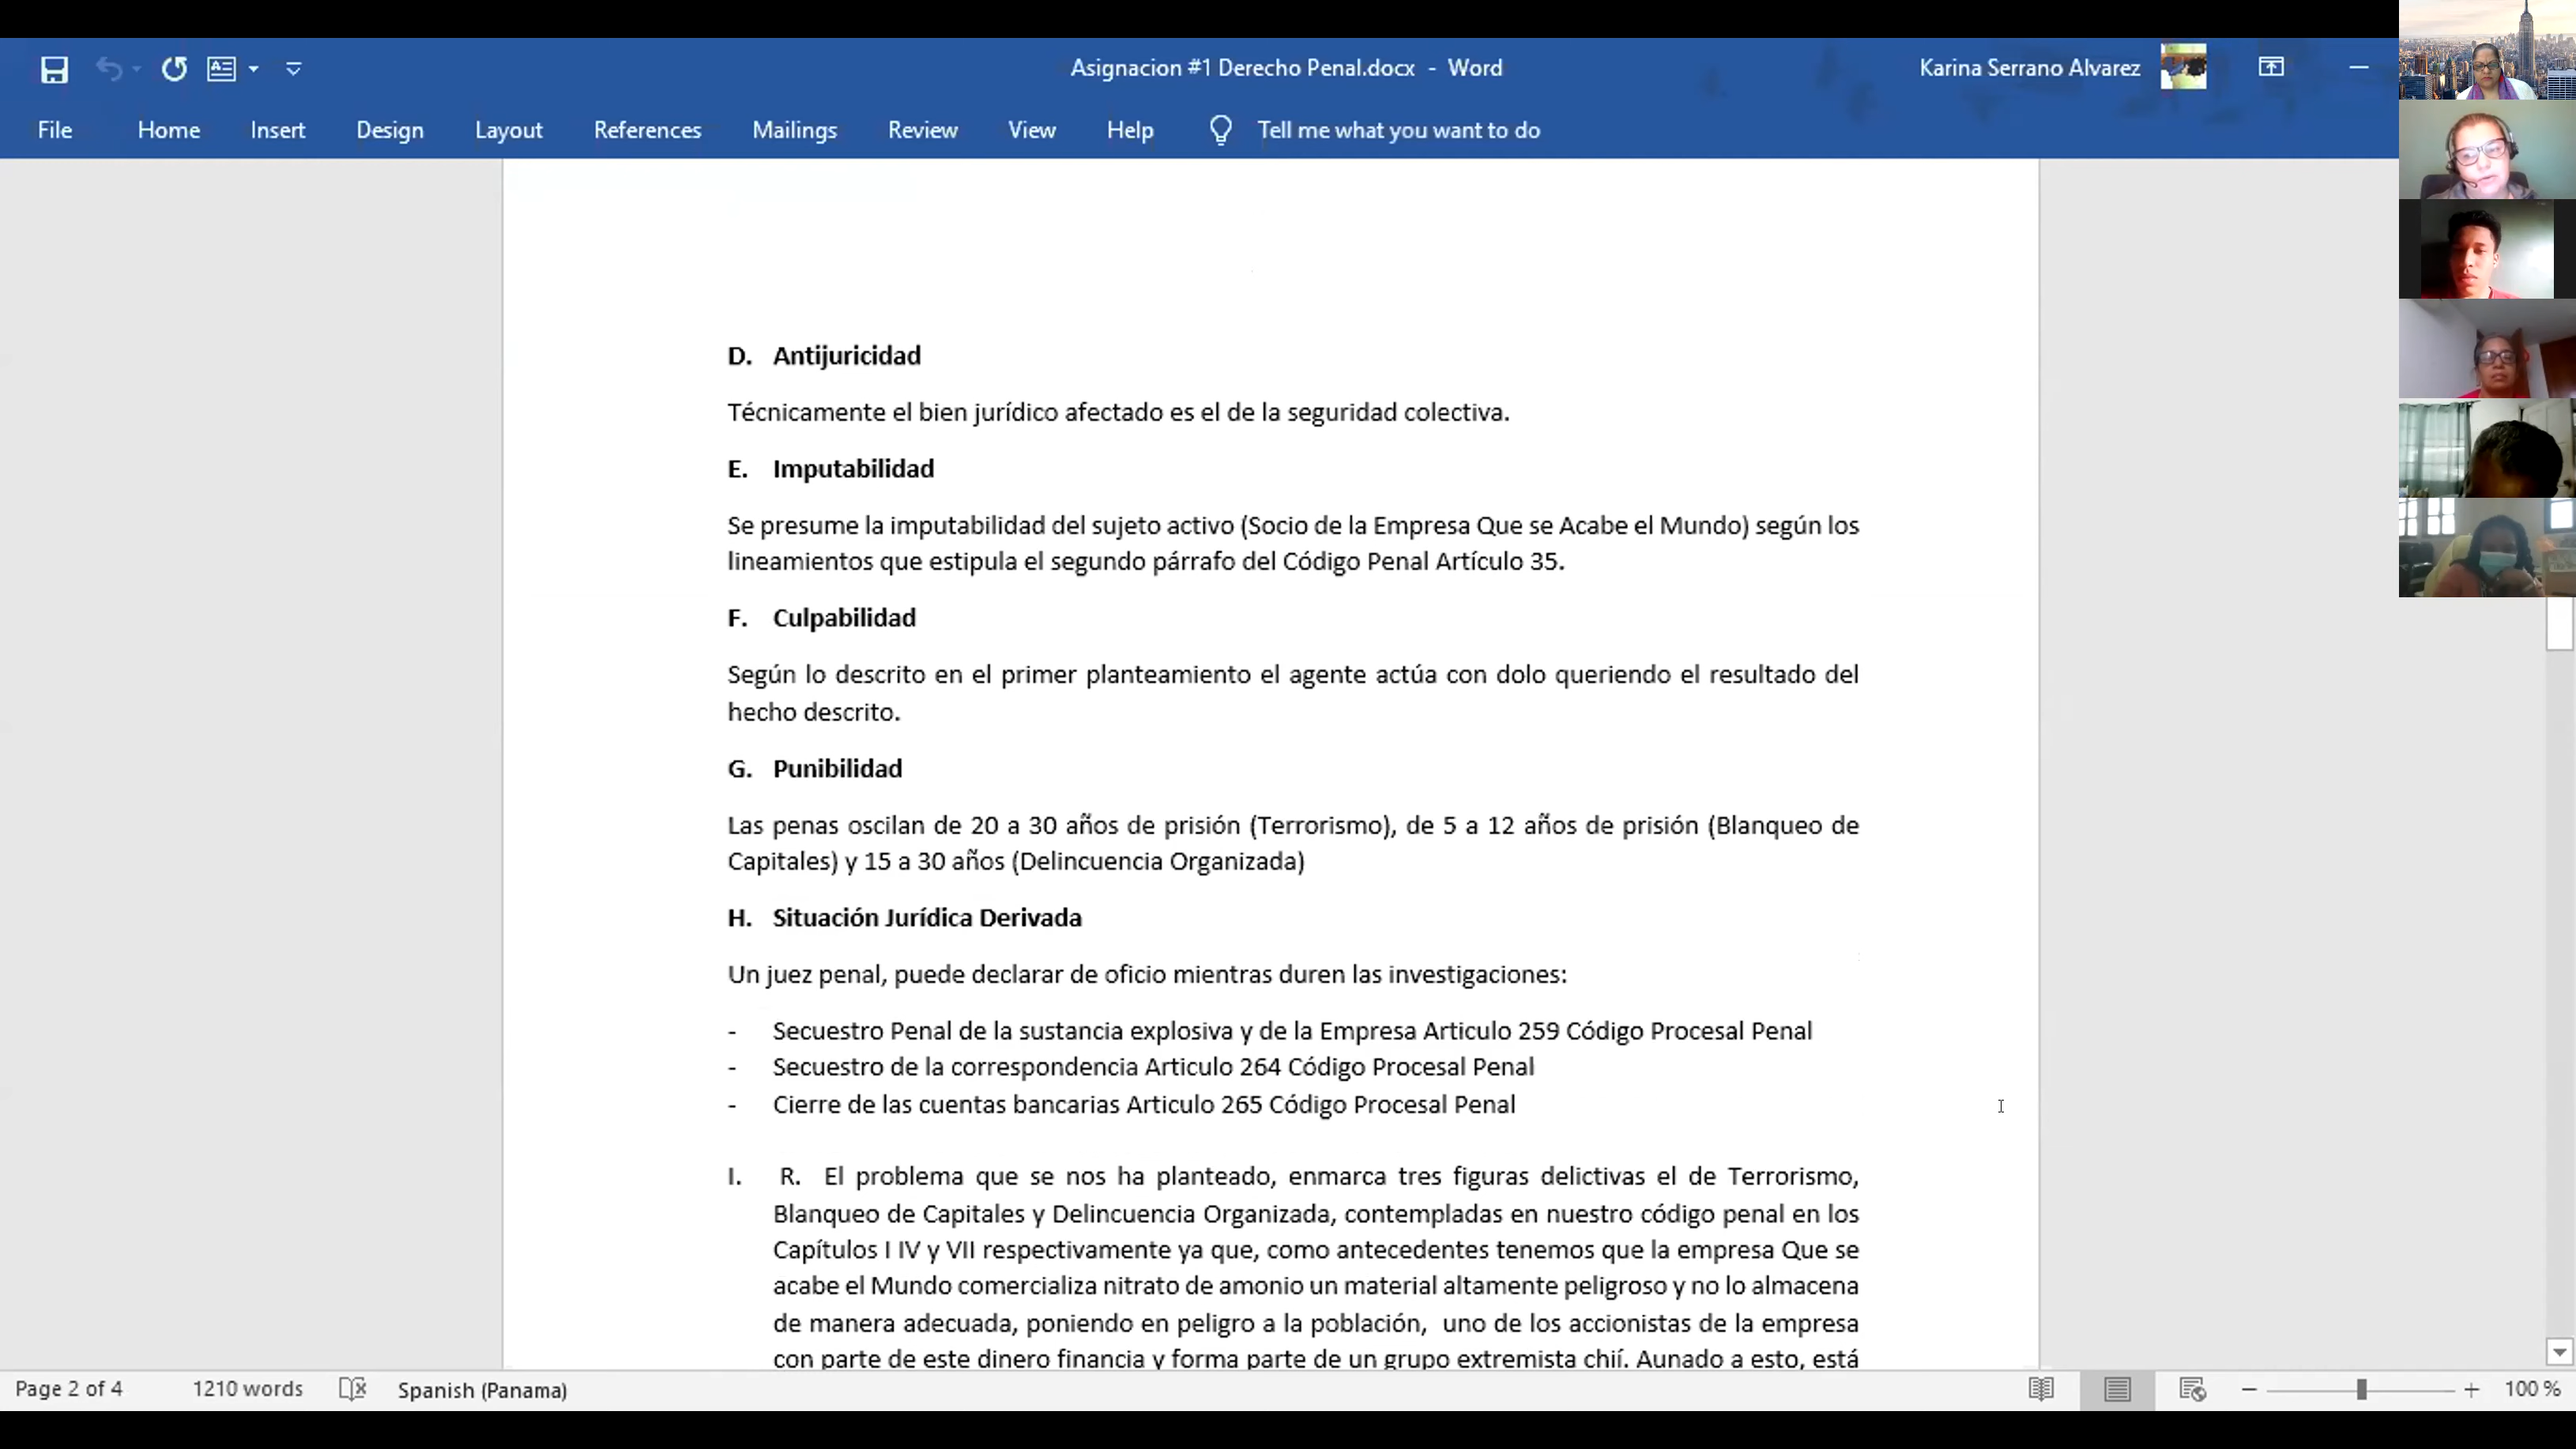 Asignacion #1 Derecho Penal.docx - Word
Karina Serrano Alvarez
File Home Insert Design Layout References Mailings Review View Help Tell me what you want to do
D. Antijuricidad
Técnicamente el bien jurídico afectado es el de la seguridad colectiva.
E. Imputabilidad
Se presume la imputabilidad del sujeto activo (Socio de la Empresa Que se Acabe el Mundo) según los
lineamientos que estipula el segundo párrafo del Código Penal Artículo 35.
F. Culpabilidad
Según lo descrito en el primer planteamiento el agente actúa con dolo queriendo el resultado del
hecho descrito.
G. Punibilidad
Las penas oscilan de 20 a 30 años de prisión (Terrorismo), de 5 a 12 años de prisión (Blanqueo de
Capitales) y 15 a 30 años (Delincuencia Organizada)
H. Situación Jurídica Derivada
Un juez penal, puede declarar de oficio mientras duren las investigaciones:
- Secuestro Penal de la sustancia explosiva y de la Empresa Articulo 259 Código Procesal Penal
- Secuestro de la correspondencia Articulo 264 Código Procesal Penal
- Cierre de las cuentas bancarias Articulo 265 Código Procesal Penal
I. R. El problema que se nos ha planteado, enmarca tres figuras delictivas el de Terrorismo,
Blanqueo de Capitales y Delincuencia Organizada, contempladas en nuestro código penal en los
Capítulos I IV y VII respectivamente ya que, como antecedentes tenemos que la empresa Que se
acabe el Mundo comercializa nitrato de amonio un material altamente peligroso y no lo almacena
de manera adecuada, poniendo en peligro a la población, uno de los accionistas de la empresa
con parte de este dinero financia y forma parte de un grupo extremista chií. Aunado a esto, está
Page 2 of 4 1210 words Spanish (Panama) 100 %